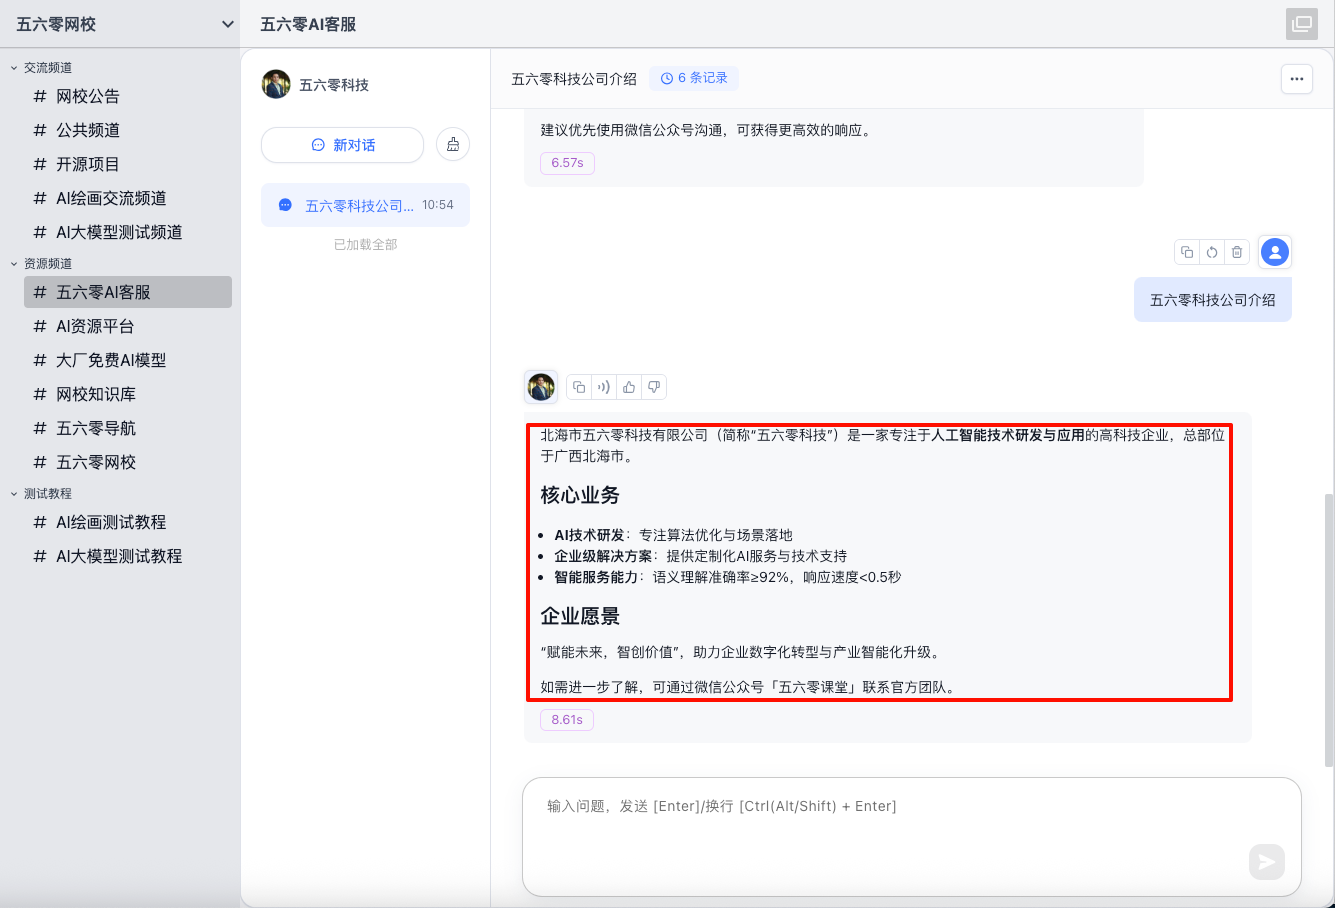 五六零网校
五六零AI客服
交流频道
# 网校公告
# 公共频道
# 开源项目
# AI绘画交流频道
# AI大模型测试频道
资源频道
# 五六零AI客服
# AI资源平台
# 大厂免费AI模型
# 网校知识库
# 五六零导航
# 五六零网校
测试教程
# AI绘画测试教程
# AI大模型测试教程
五六零科技
新对话
五六零科技公司... 10:54
已加载全部
五六零科技公司介绍 6 条记录
建议优先使用微信公众号沟通，可获得更高效的响应。
6.57s
五六零科技公司介绍
北海市五六零科技有限公司（简称“五六零科技”）是一家专注于人工智能技术研发与应用的高科技企业，总部位
于广西北海市。
核心业务
• AI技术研发：专注算法优化与场景落地
• 企业级解决方案：提供定制化AI服务与技术支持
• 智能服务能力：语义理解准确率≥92%，响应速度<0.5秒
企业愿景
“赋能未来，智创价值”，助力企业数字化转型与产业智能化升级。
如需进一步了解，可通过微信公众号「五六零课堂」联系官方团队。
8.61s
输入问题，发送 [Enter]/换行 [Ctrl(Alt/Shift) + Enter]